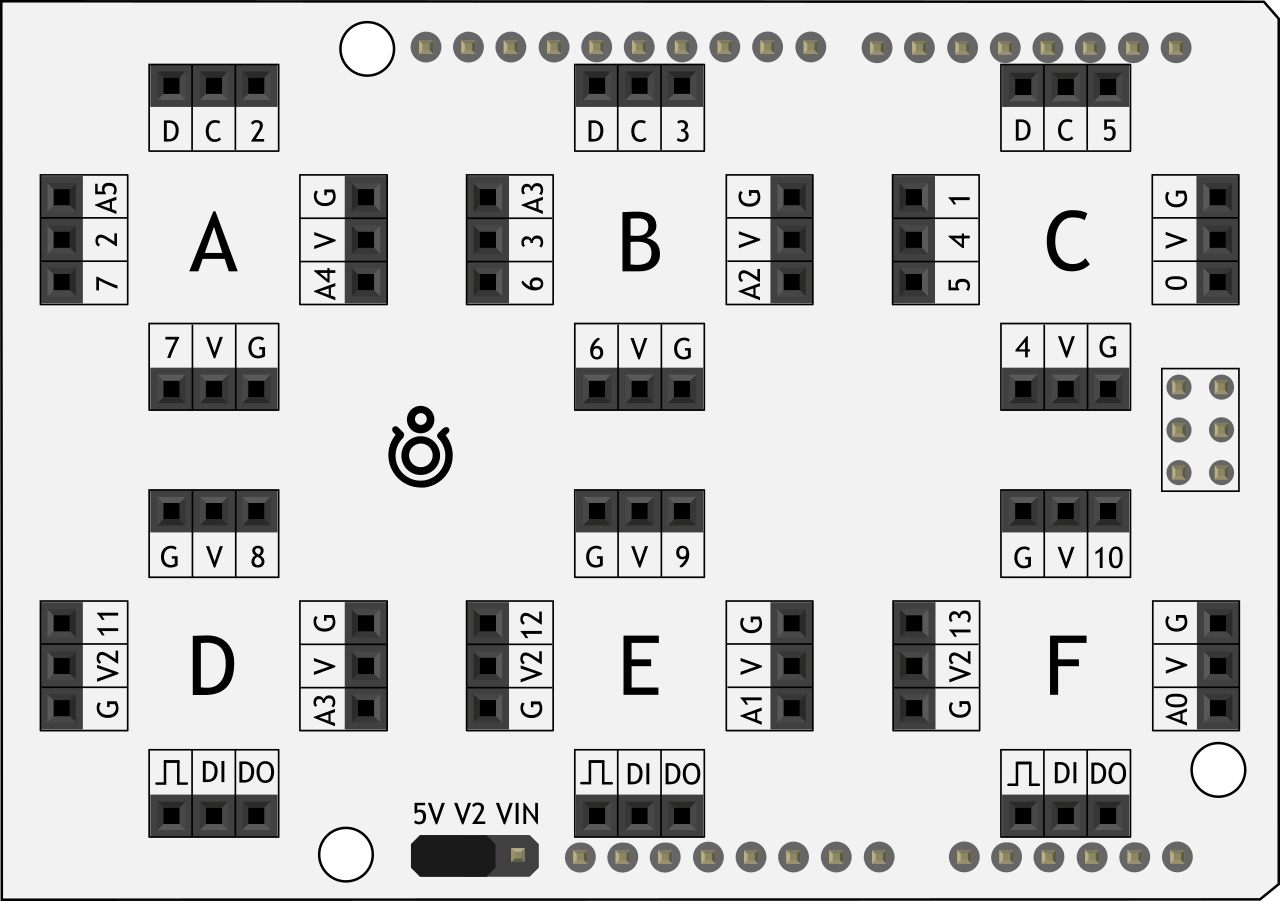 D C 2
D C 3
D C 5
A5 2 7
A
G V A4
A3 3 6
B
G V A2
1 4 5
C
G V 0
7 V G
6 V G
4 V G
G V 8
G V 9
G V 10
11 V2 G
D
G V A3
12 V2 G
E
G V A1
13 V2 G
F
G V A0
DI DO
DI DO
DI DO
5V V2 VIN